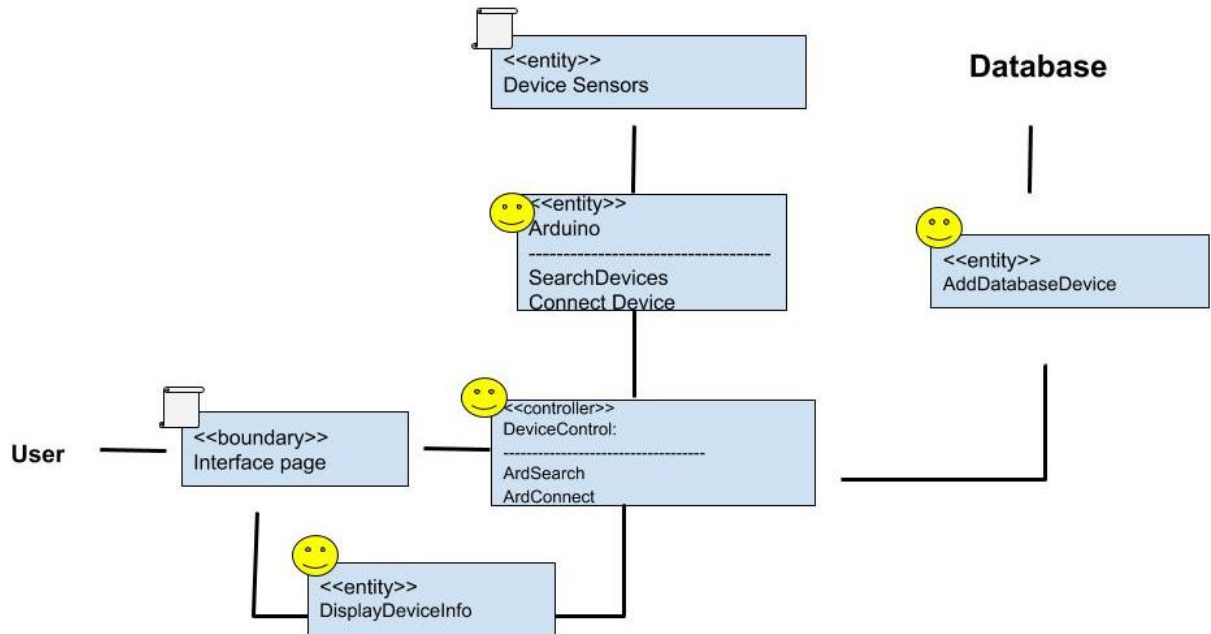 <<entity>>
Device Sensors
Database
<<entity>>
Arduino
-----------------------------------
SearchDevices
Connect Device
<<entity>>
AddDatabaseDevice
<<controller>>
DeviceControl:
-----------------------------------
ArdSearch
ArdConnect
<<boundary>>
Interface page
User
<<entity>>
DisplayDeviceInfo